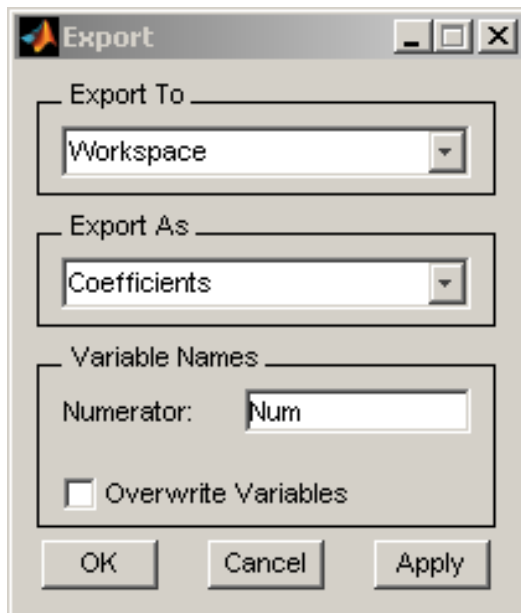 Export
Export To
Workspace
Export As
Coefficients
Variable Names
Numerator: Num
Overwrite Variables
OK Cancel Apply